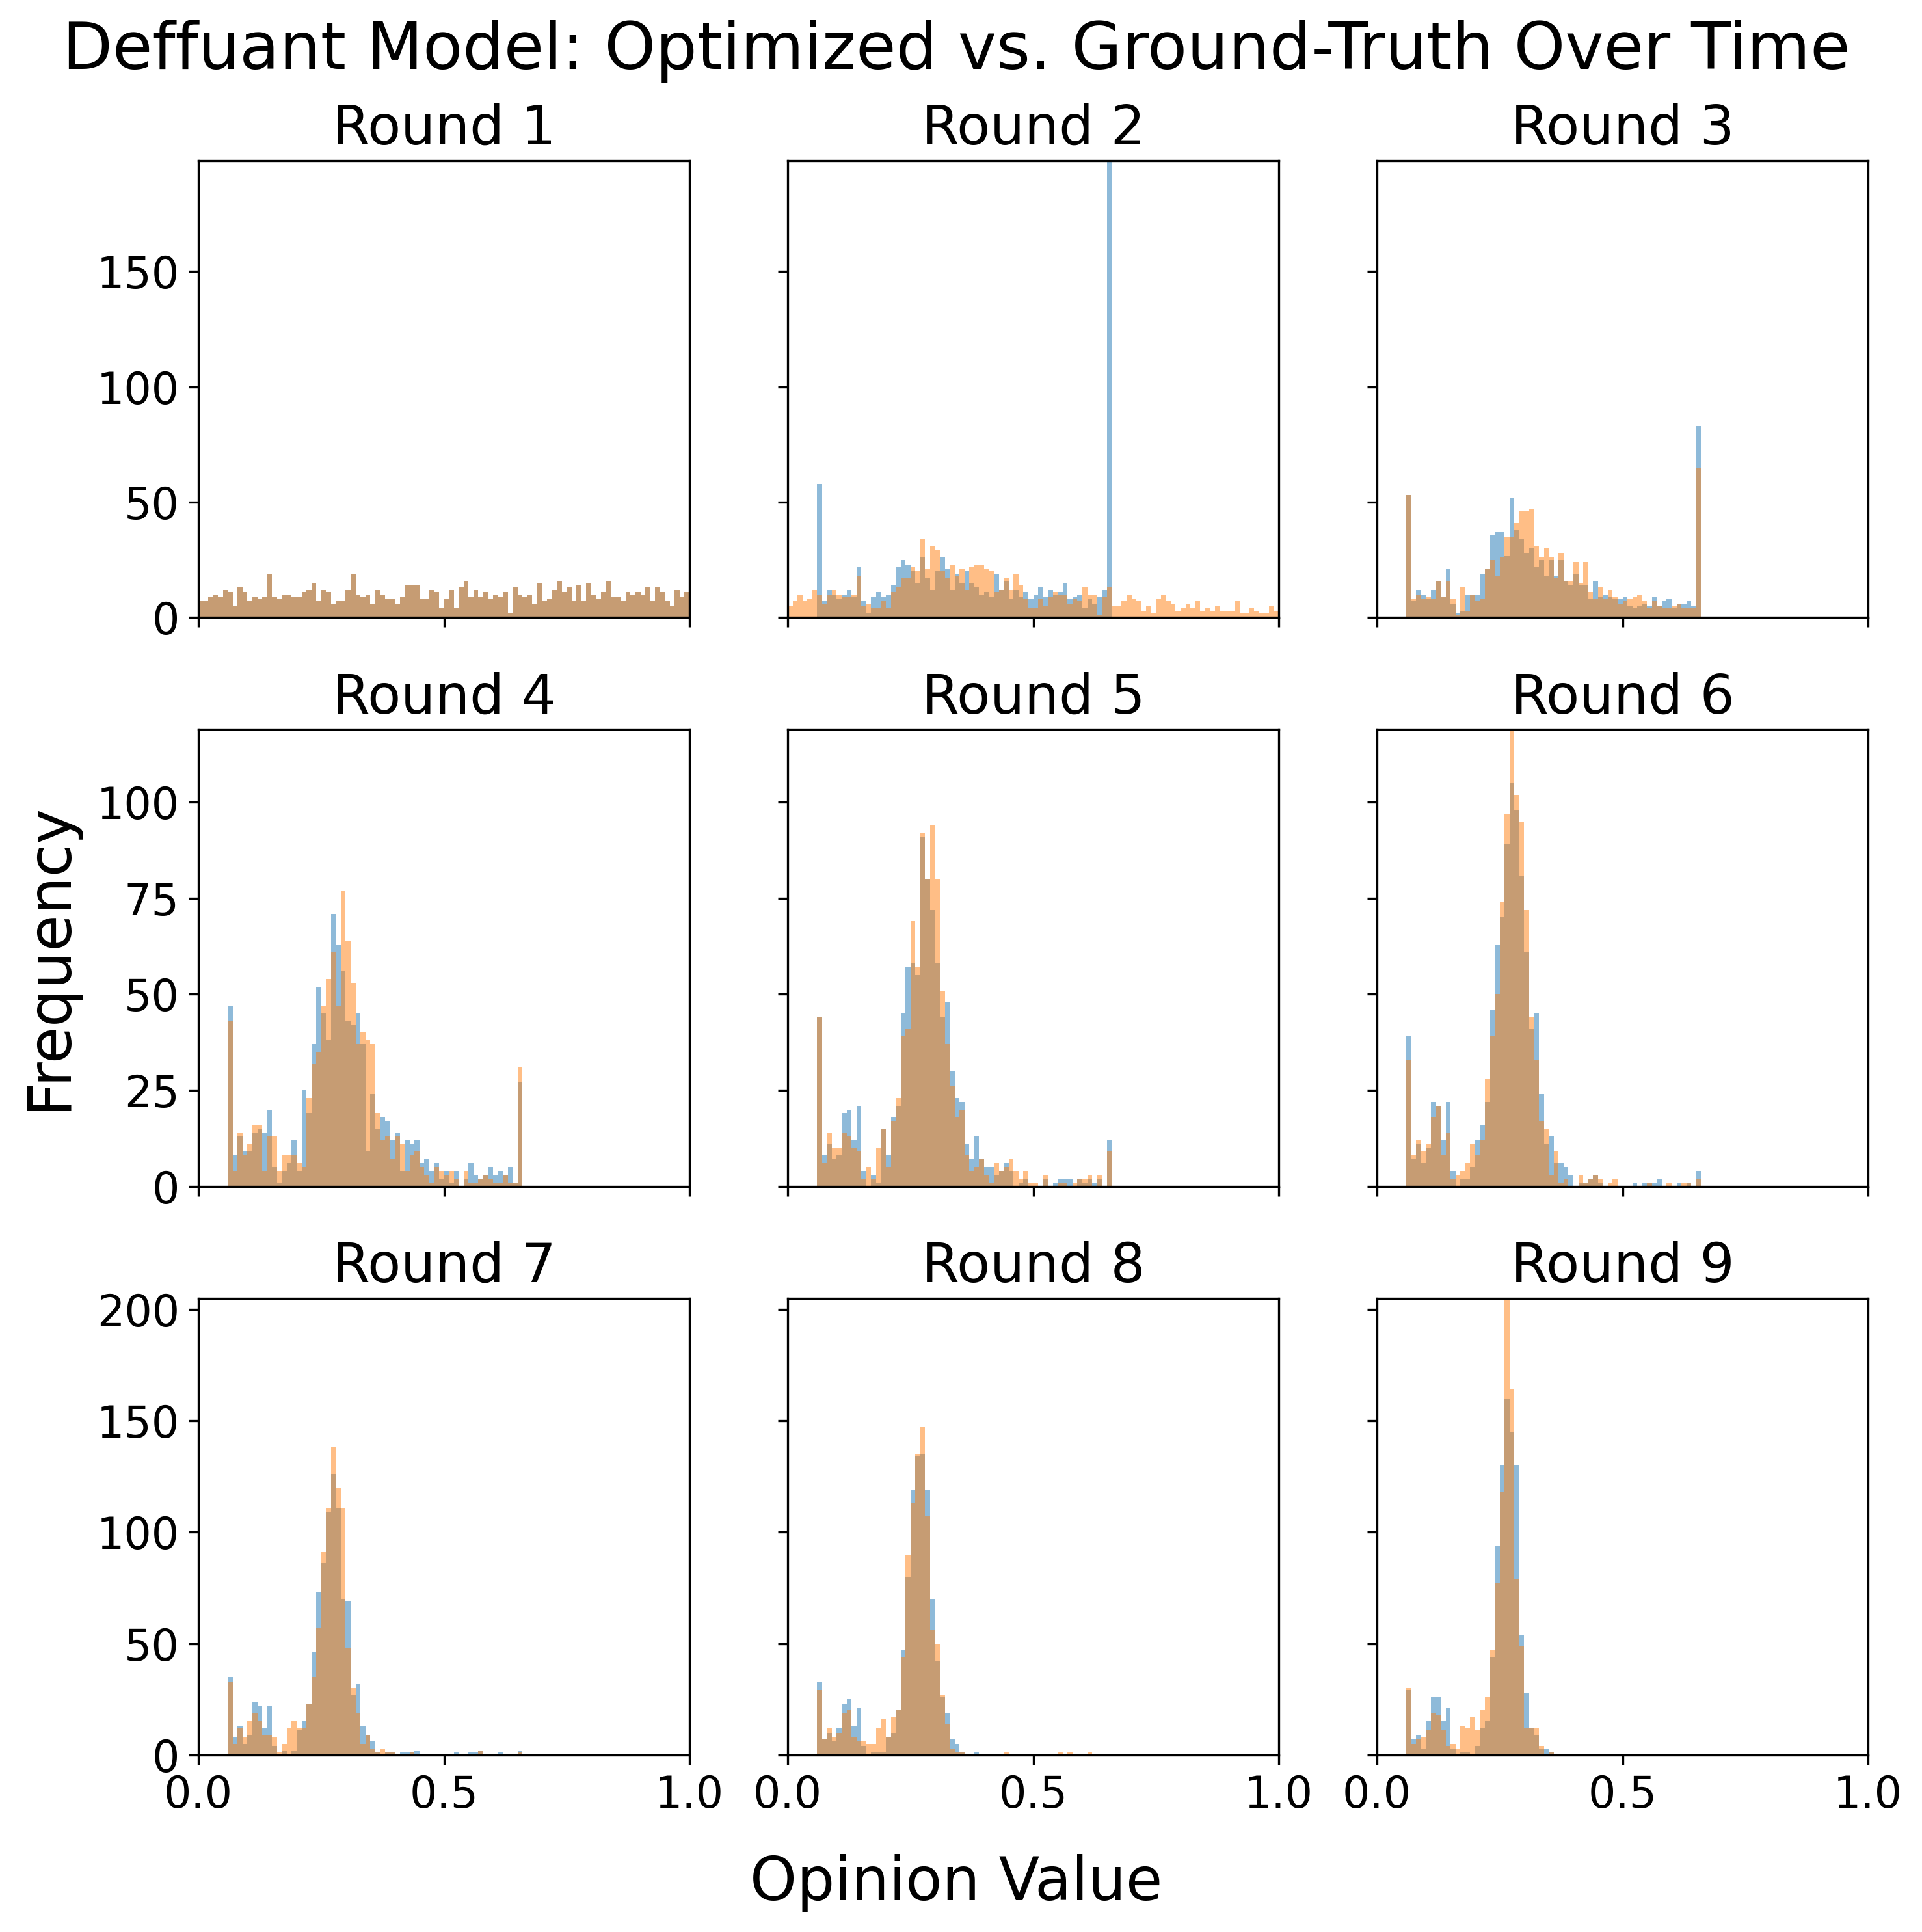 Deffuant Model: Optimized vs. Ground-Truth Over Time
Round 1
Round 2
Round 3
150
100
50
0
Round 4
Round 5
Round 6
Frequency
100
75
50
25
0
Round 7
Round 8
Round 9
200
150
100
50
0
0.0 0.5 1.0 0.0 0.5 1.0 0.0 0.5 1.0
Opinion Value